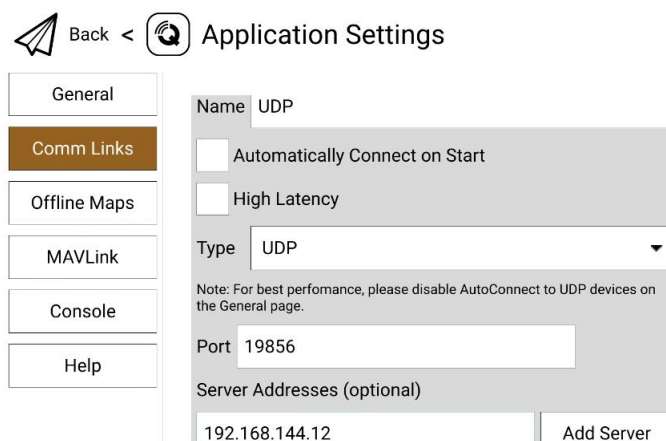 Back < Application Settings
General
Comm Links
Offline Maps
MAVLink
Console
Help
Name UDP
Automatically Connect on Start
High Latency
Type UDP
Note: For best perfomance, please disable AutoConnect to UDP devices on
the General page.
Port 19856
Server Addresses (optional)
192.168.144.12 Add Server